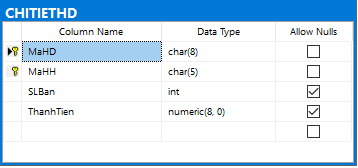 CHITIETHD
Column Name Data Type Allow Nulls
MaHD char(8)
MaHH char(5)
SLBan int
ThanhTien numeric(8, 0)